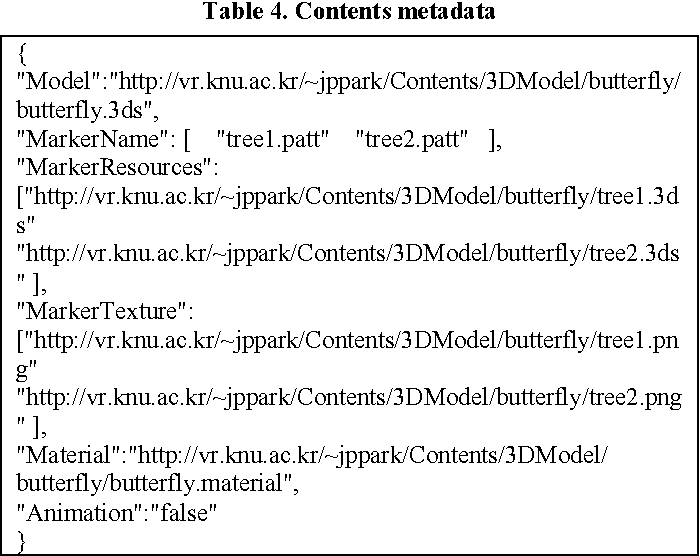 Table 4. Contents metadata
{
"Model":"http://vr.knu.ac.kr/~jppark/Contents/3DModel/butterfly/
butterfly.3ds",
"MarkerName": [ "tree1.patt" "tree2.patt" ],
"MarkerResources":
["http://vr.knu.ac.kr/~jppark/Contents/3DModel/butterfly/tree1.3d
s"
"http://vr.knu.ac.kr/~jppark/Contents/3DModel/butterfly/tree2.3ds
" ],
"MarkerTexture":
["http://vr.knu.ac.kr/~jppark/Contents/3DModel/butterfly/tree1.pn
g"
"http://vr.knu.ac.kr/~jppark/Contents/3DModel/butterfly/tree2.png
" ],
"Material":"http://vr.knu.ac.kr/~jppark/Contents/3DModel/
butterfly/butterfly.material",
"Animation":"false"
}